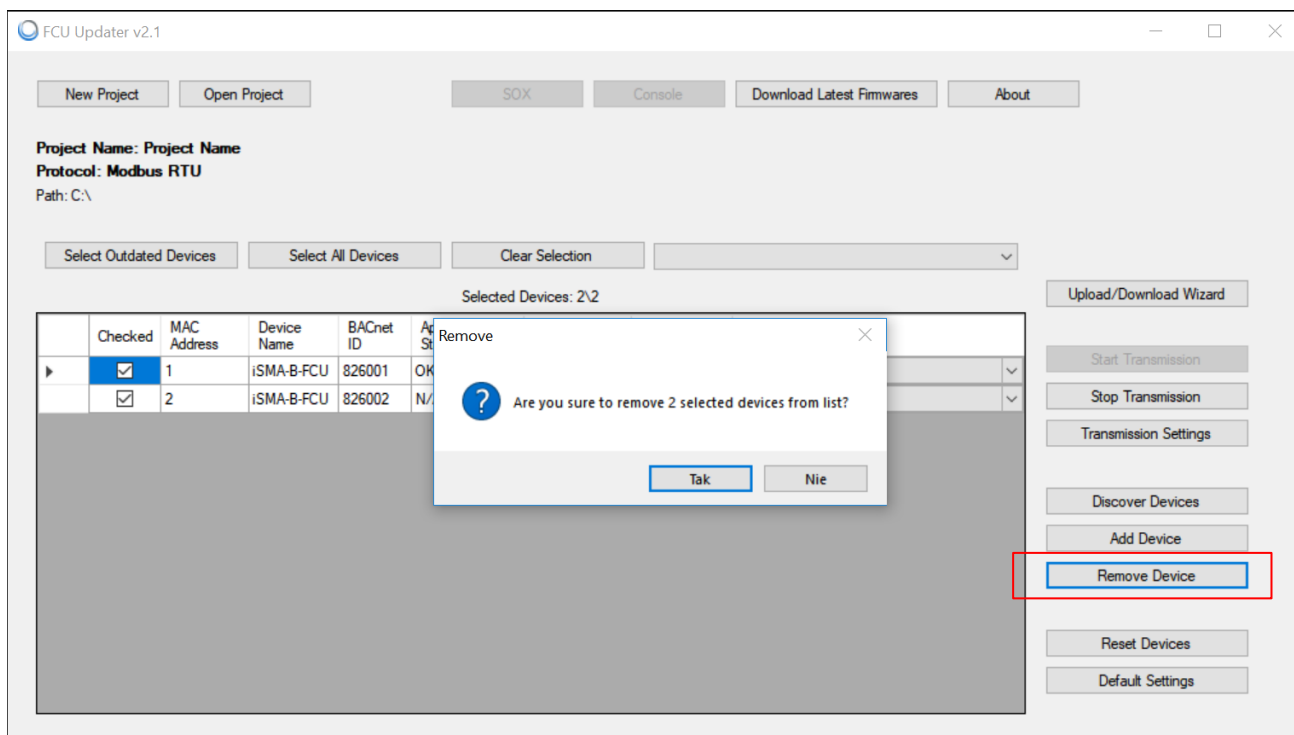 FCU Updater v2.1
New Project
Open Project
SOX
Console
Download Latest Firmwares
About
Project Name: Project Name
Protocol: Modbus RTU
Path: C:\
Select Outdated Devices
Select All Devices
Clear Selection
Selected Devices: 2\2
Upload/Download Wizard
Checked
MAC
Address
Device
Name
BACnet
ID
1
iSMA-B-FCU
826001
OK
2
iSMA-B-FCU
826002
Remove
Are you sure to remove 2 selected devices from list?
Tak
Nie
Start Transmission
Stop Transmission
Transmission Settings
Discover Devices
Add Device
Remove Device
Reset Devices
Default Settings